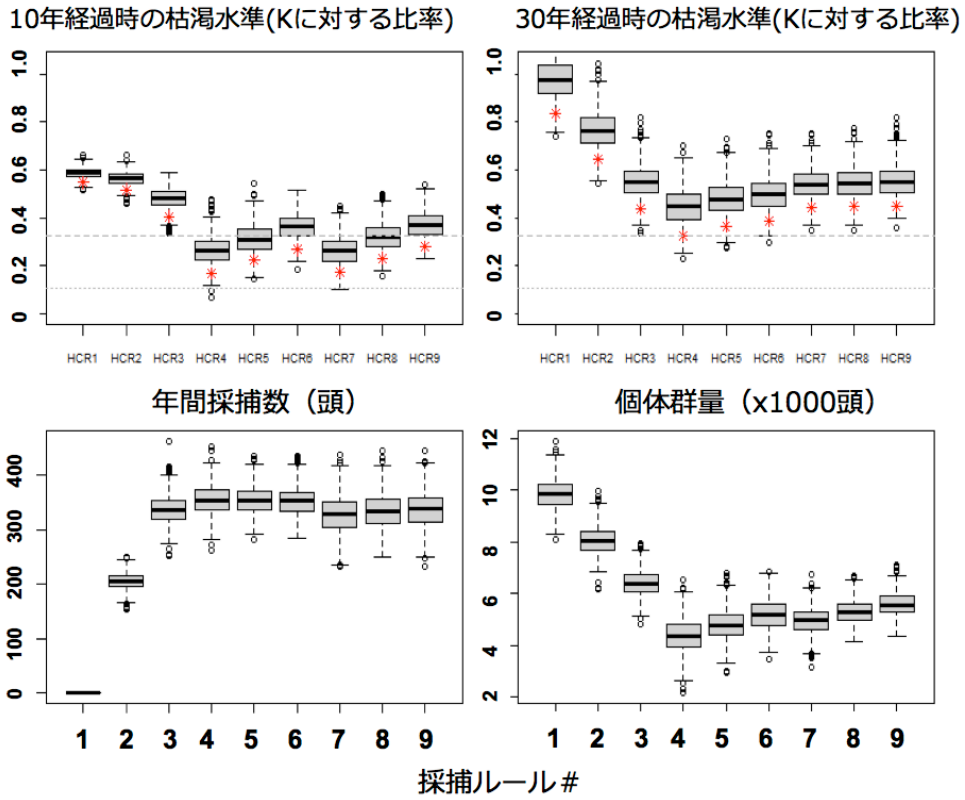 10年経過時の枯渇水準(Kに対する比率)
30年経過時の枯渇水準(Kに対する比率)
1.0
0.8
0.6
0.4
0.2
0
HCR1 HCR2 HCR3 HCR4 HCR5 HCR6 HCR7 HCR8 HCR9
1.0
0.8
0.6
0.4
0.2
0
HCR1 HCR2 HCR3 HCR4 HCR5 HCR6 HCR7 HCR8 HCR9
年間採捕数（頭）
個体群量（x1000頭）
400
300
200
100
0
1 2 3 4 5 6 7 8 9
12
10
8
6
4
2
1 2 3 4 5 6 7 8 9
採捕ルール＃